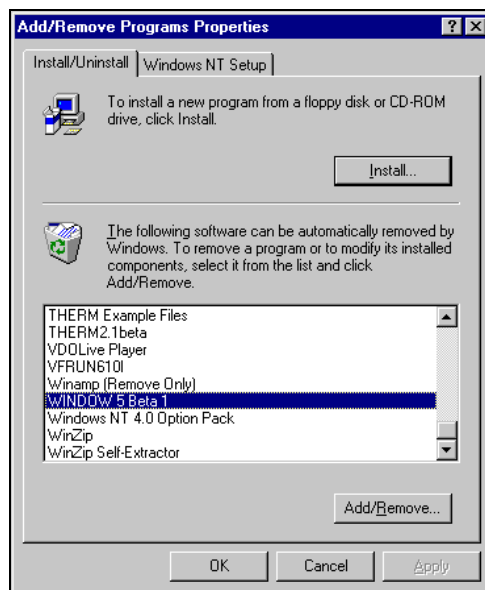 Add/Remove Programs Properties
Install/Uninstall
Windows NT Setup
To install a new program from a floppy disk or CD-ROM
drive, click Install.
Install...
The following software can be automatically removed by
Windows. To remove a program or to modify its installed
components, select it from the list and click
Add/Remove.
THERM Example Files
THERM2.1beta
VDOLive Player
VFRUN610I
Winamp (Remove Only)
WINDOW 5 Beta 1
Windows NT 4.0 Option Pack
WinZip
WinZip Self-Extractor
Add/Remove...
OK
Cancel
Apply